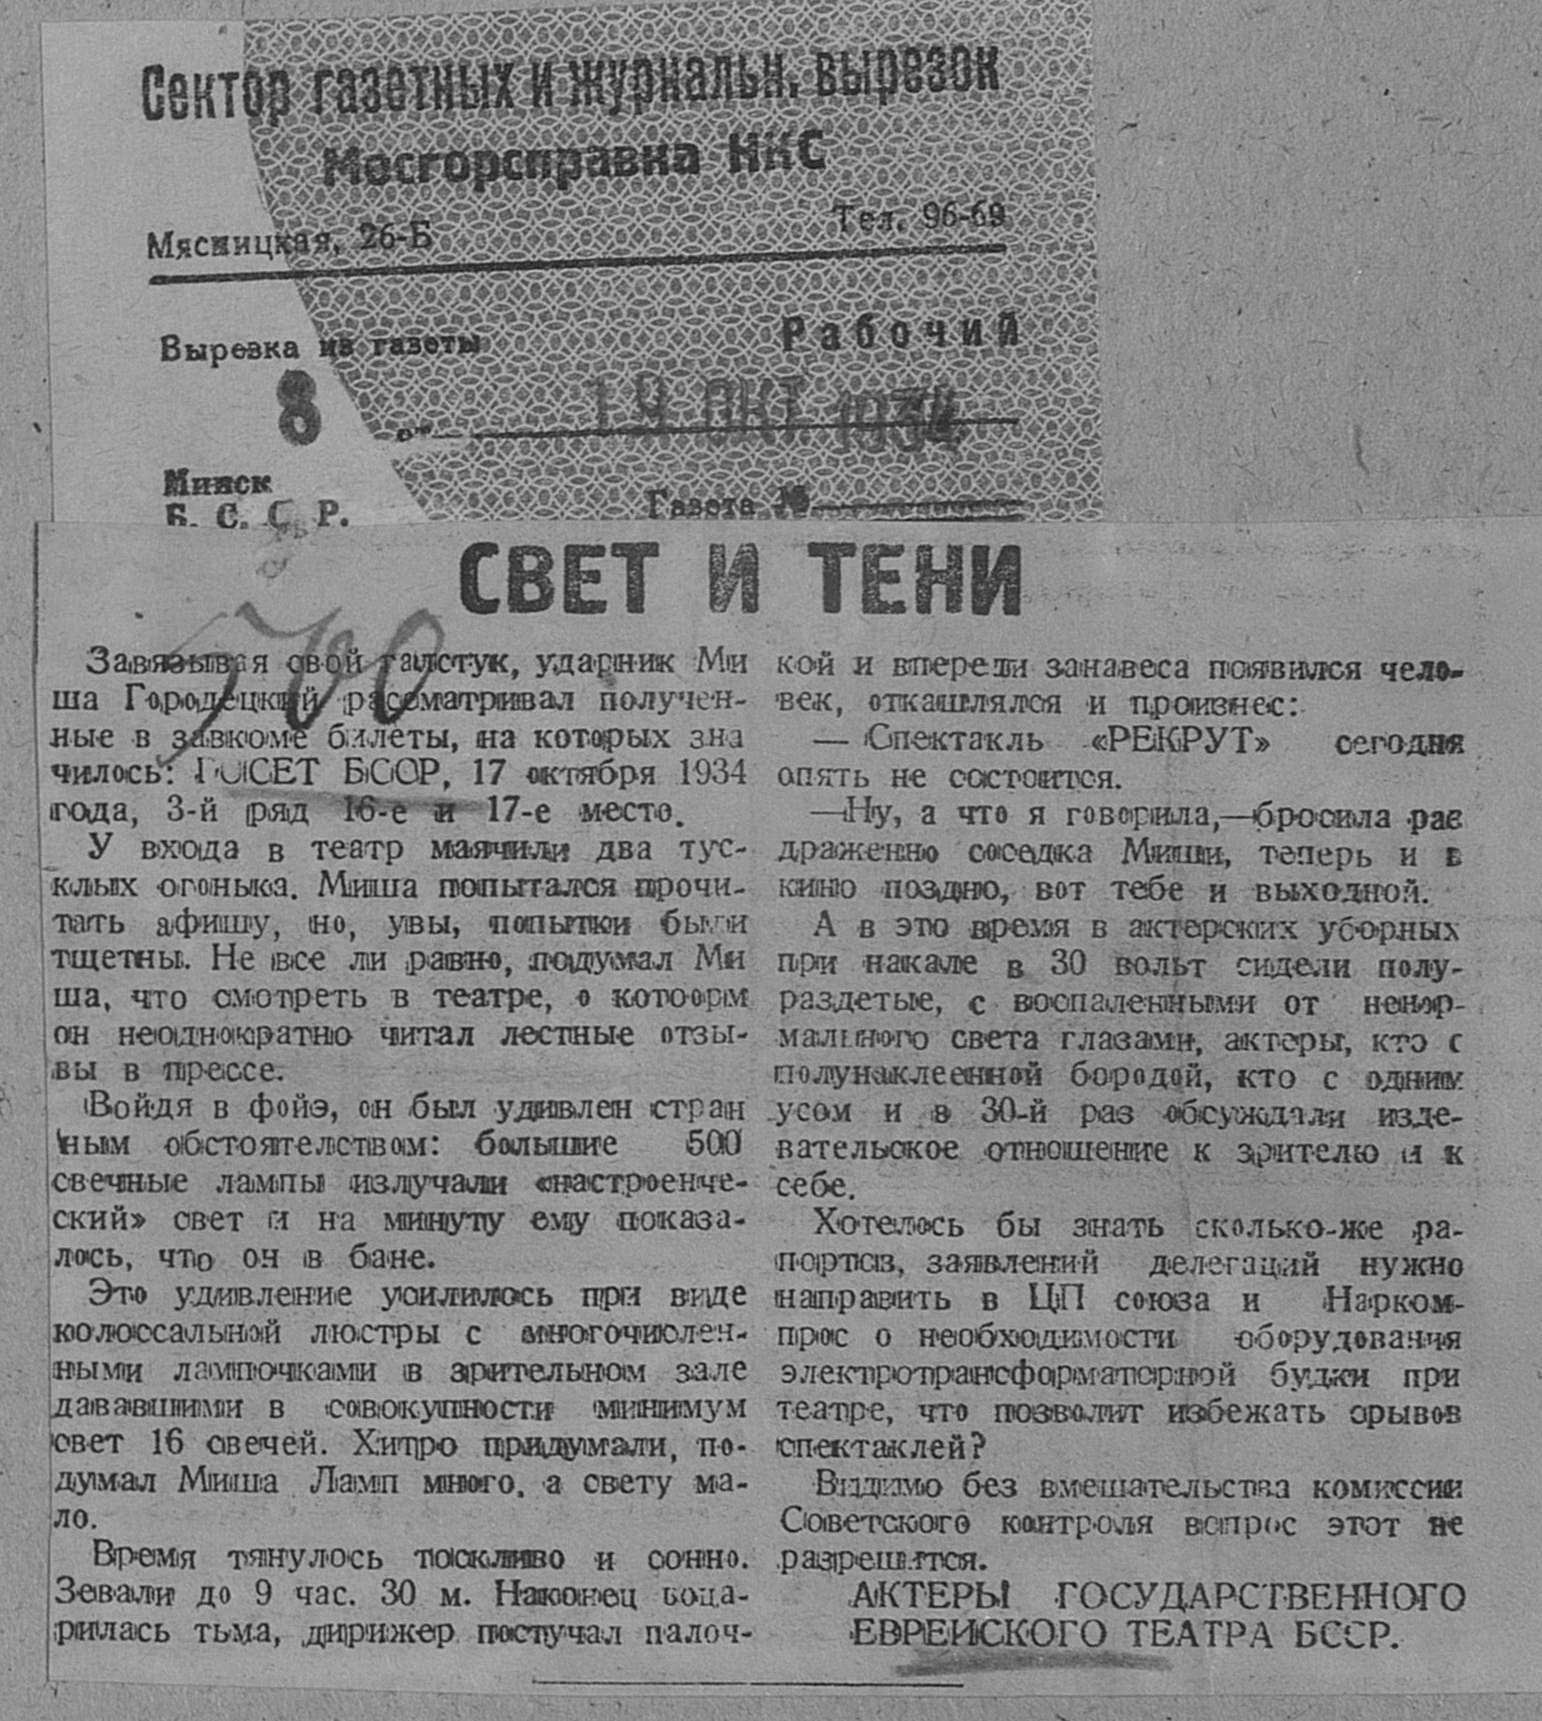 Сектор газетных и журнальн. вырезок
Мосгорсправка НКС
Мясницкая, 26-Б Тел. 96-69
Вырезка из газеты Рабочий
8 от 19 ОКТ 1934
Минск
Б. С. С. Р. Газета №
СВЕТ И ТЕНИ
500
Завязывая свой галстук, ударник Ми
ша Городецкий рассматривал получен-
ные в завкоме билеты, на которых зна
чилось: ГОСЕТ БССР, 17 октября 1934
года, 3-й ряд 16-е и 17-е место.
У входа в театр маячили два тус-
клых огонька. Миша попытался прочи-
тать афишу, но, увы, попытки были
тщетны. Не все ли равно, подумал Ми
ша, что смотреть в театре, о котоорм
он неоднократно читал лестные отзы-
вы в прессе.
Войдя в фойэ, он был удивлен стран
ным обстоятелством: большие 500
свечные лампы излучали «настроенче-
ский» свет и на минуту ему показа-
лось, что он в бане.
Это удивление усилилось при виде
колоссальной люстры с многочислен-
ными лампочками в зрительном зале
дававшими в совокупности минимум
свет 16 свечей. Хитро придумали, по-
думал Миша Ламп много, а свету ма-
ло.
Время тянулось тоскливо и сонно.
Зевали до 9 час. 30 м. Наконец воца-
рилась тьма, дирижер постучал палоч-
кой и впереди занавеса появился чело-
век, откашлялся и произнес:
— Спектакль «РЕКРУТ» сегодня
опять не состоится.
—Ну, а что я говорила,—бросила раз
драженно соседка Миши, теперь и в
кино поздно, вот тебе и выходной.
А в это время в актерских уборных
при накале в 30 вольт сидели полу-
раздетые, с воспаленными от ненор-
мального света глазами, актеры, кто с
полунаклеенной бородой, кто с одним
усом и в 30-й раз обсуждали изде-
вательское отношение к зрителю и к
себе.
Хотелось бы знать сколько-же ра-
портов, заявлений делегаций нужно
направить в ЦП союза и Нарком-
прос о необходимости оборудования
электротрансформаторной будки при
театре, что позволит избежать срывов
спектаклей?
Видимо без вмешательства комиссии
Советского контроля вопрос этот не
разрешится.
АКТЕРЫ ГОСУДАРСТВЕННОГО
ЕВРЕЙСКОГО ТЕАТРА БССР.